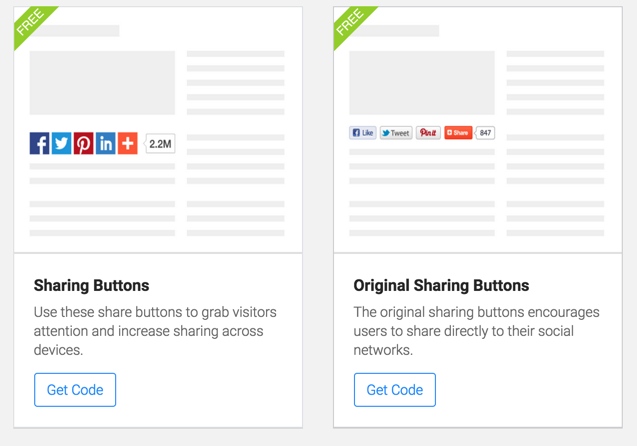 FREE
2.2M
Sharing Buttons
Use these share buttons to grab visitors
attention and increase sharing across
devices.
Get Code
FREE
Like
Tweet
Pin it
Share
847
Original Sharing Buttons
The original sharing buttons encourages
users to share directly to their social
networks.
Get Code